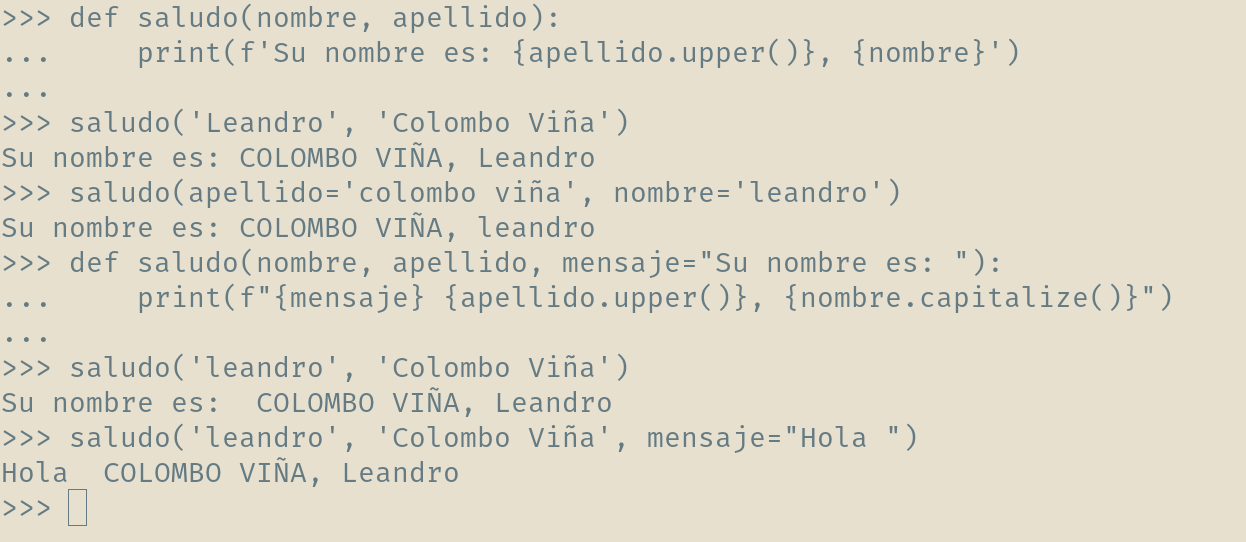 >>> def saludo(nombre, apellido):
...     print(f'Su nombre es: {apellido.upper()}, {nombre}')
...
>>> saludo('Leandro', 'Colombo Viña')
Su nombre es: COLOMBO VIÑA, Leandro
>>> saludo(apellido='colombo viña', nombre='leandro')
Su nombre es: COLOMBO VIÑA, leandro
>>> def saludo(nombre, apellido, mensaje="Su nombre es: "):
...     print(f"{mensaje} {apellido.upper()}, {nombre.capitalize()}")
...
>>> saludo('leandro', 'Colombo Viña')
Su nombre es:  COLOMBO VIÑA, Leandro
>>> saludo('leandro', 'Colombo Viña', mensaje="Hola ")
Hola  COLOMBO VIÑA, Leandro
>>>